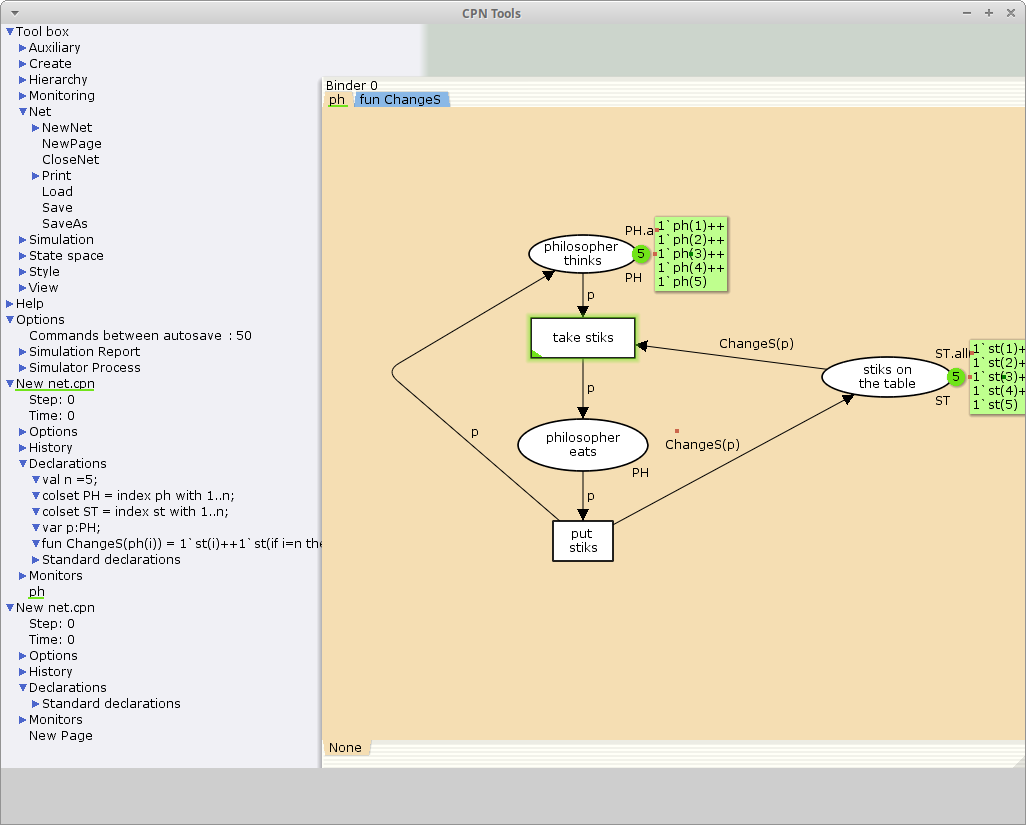 CPN Tools
Tool box
Auxiliary
Create
Hierarchy
Monitoring
Net
NewNet
NewPage
CloseNet
Print
Load
Save
SaveAs
Simulation
State space
Style
View
Help
Options
Commands between autosave : 50
Simulation Report
Simulator Process
New net.cpn
Step: 0
Time: 0
Options
History
Declarations
val n =5;
colset PH = index ph with 1..n;
colset ST = index st with 1..n;
var p:PH;
fun ChangeS(ph(i)) = 1`st(i)++1`st(if i=n the
Standard declarations
Monitors
ph
New net.cpn
Step: 0
Time: 0
Options
History
Declarations
Standard declarations
Monitors
New Page
Binder 0
ph fun ChangeS
PH.a
philosopher
thinks
5
PH
1`ph(1)++
1`ph(2)++
1`ph(3)++
1`ph(4)++
1`ph(5)
p
take stiks
ChangeS(p)
ST.all
stiks on
the table
5
ST
1`st(1)+
1`st(2)+
1`st(3)+
1`st(4)+
1`st(5)
p
philosopher
eats
PH
ChangeS(p)
p
p
put
stiks
None